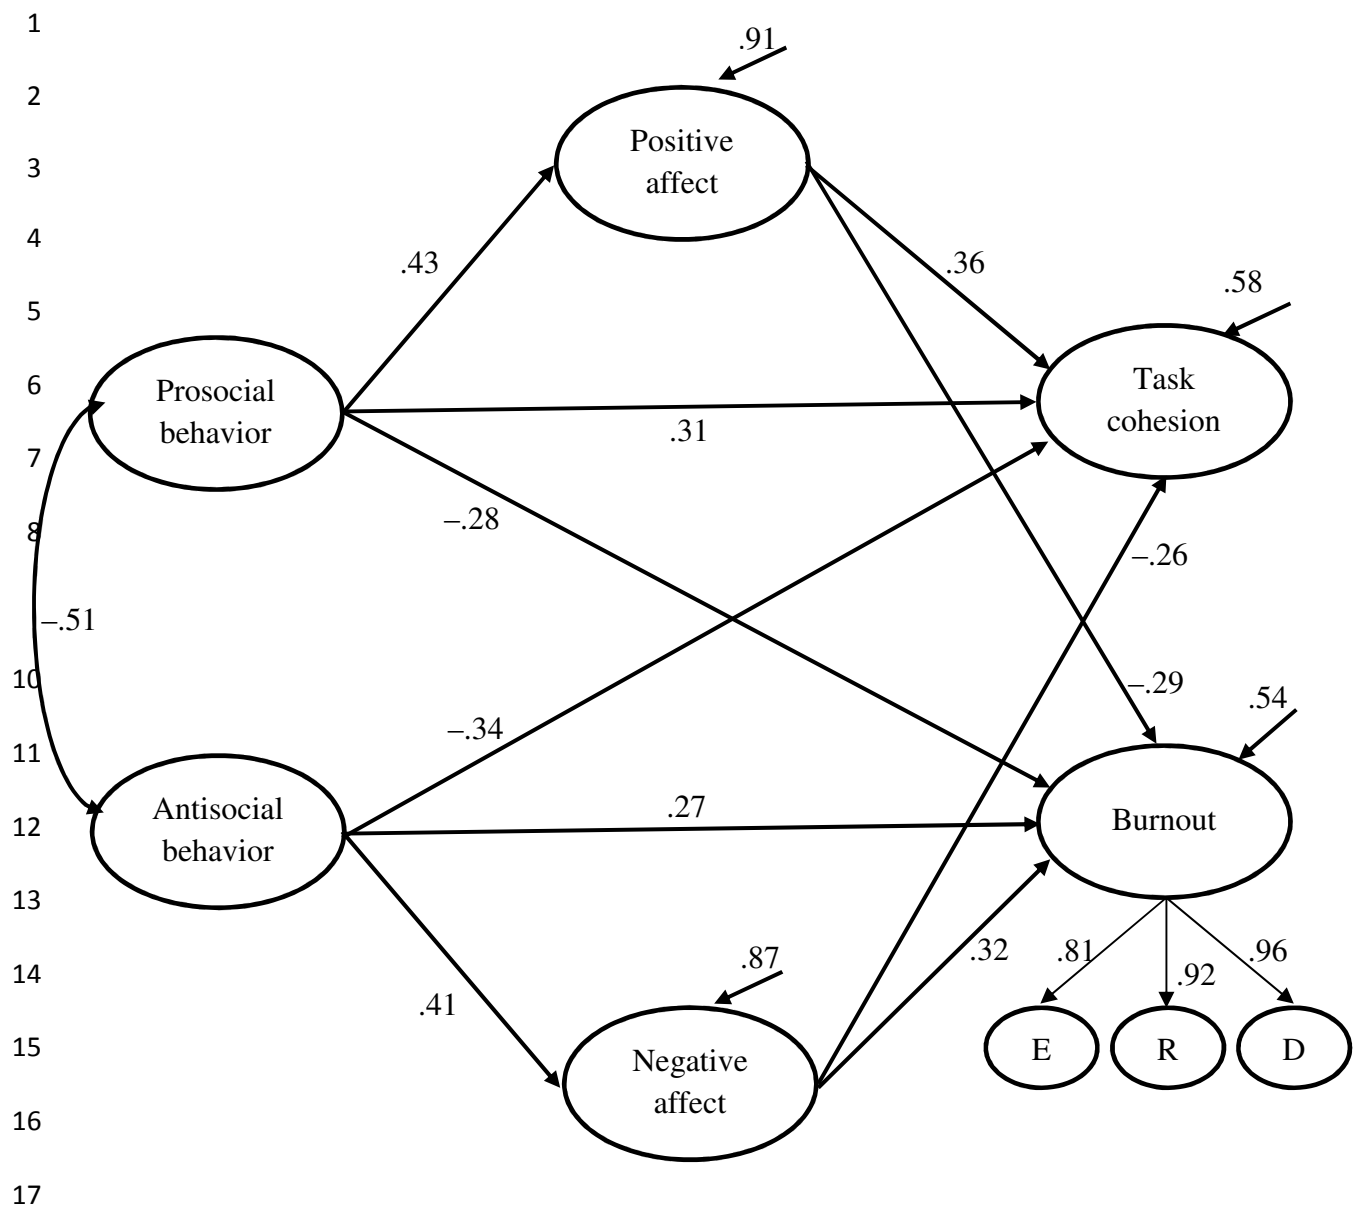 1
.91
2
Positive
affect
3
4
.43
.36
.58
5
Task
cohesion
6
Prosocial
behavior
.31
7
–.28
8
–.26
–.51
10
–.29
.54
–.34
11
Antisocial
behavior
.27
Burnout
12
13
.87
.32
.81
.92
.96
14
.41
15
Negative
affect
E
R
D
16
17